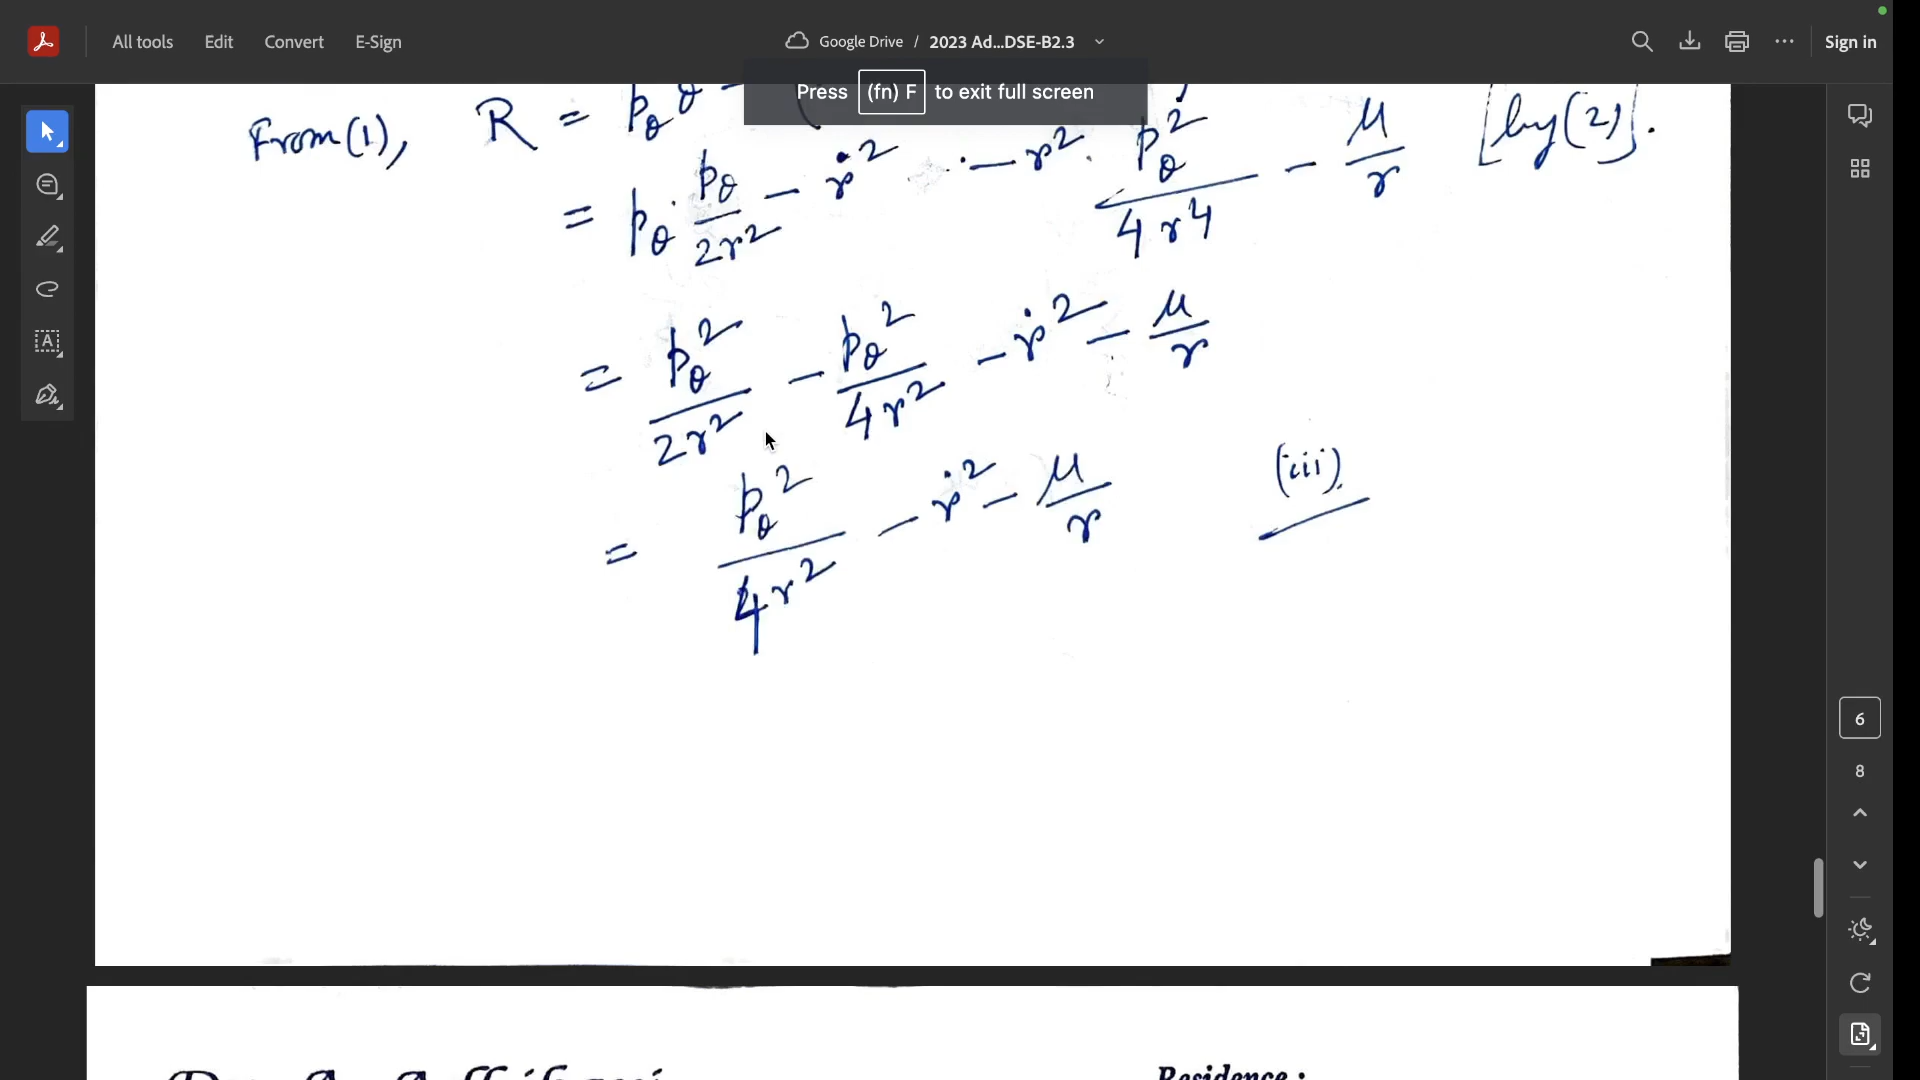 All tools Edit Convert E-Sign Google Drive / 2023 Ad...DSE-B2.3 Sign in
Press (fn) F to exit full screen
From (1), R = pθ θ̇ - ( [by (2)].
= pθ · pθ/2r² - ṙ² - r² · pθ²/4r⁴ - μ/r
= pθ²/2r² - pθ²/4r² - ṙ² - μ/r
= pθ²/4r² - ṙ² - μ/r (iii)
6
8
Residence :